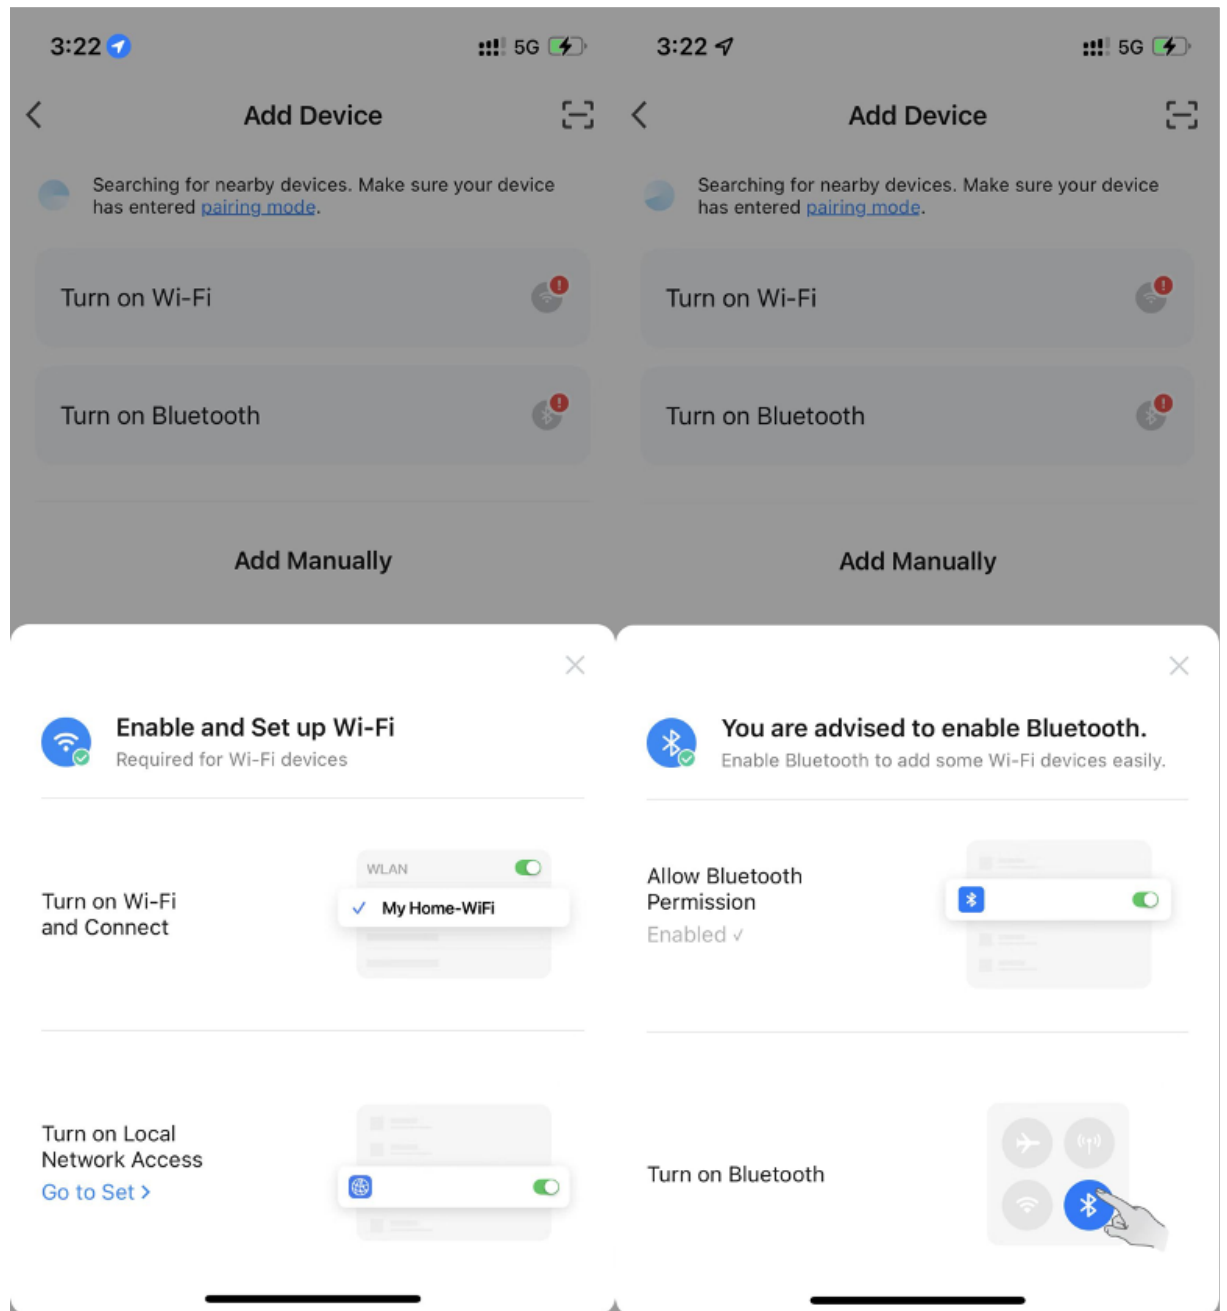 3:22
5G
Add Device
Searching for nearby devices. Make sure your device
has entered pairing mode.
Turn on Wi-Fi
Turn on Bluetooth
Add Manually
Enable and Set up Wi-Fi
Required for Wi-Fi devices
Turn on Wi-Fi
and Connect
WLAN
My Home-WiFi
Turn on Local
Network Access
Go to Set >
3:22
5G
Add Device
Searching for nearby devices. Make sure your device
has entered pairing mode.
Turn on Wi-Fi
Turn on Bluetooth
Add Manually
You are advised to enable Bluetooth.
Enable Bluetooth to add some Wi-Fi devices easily.
Allow Bluetooth
Permission
Enabled ✓
Turn on Bluetooth